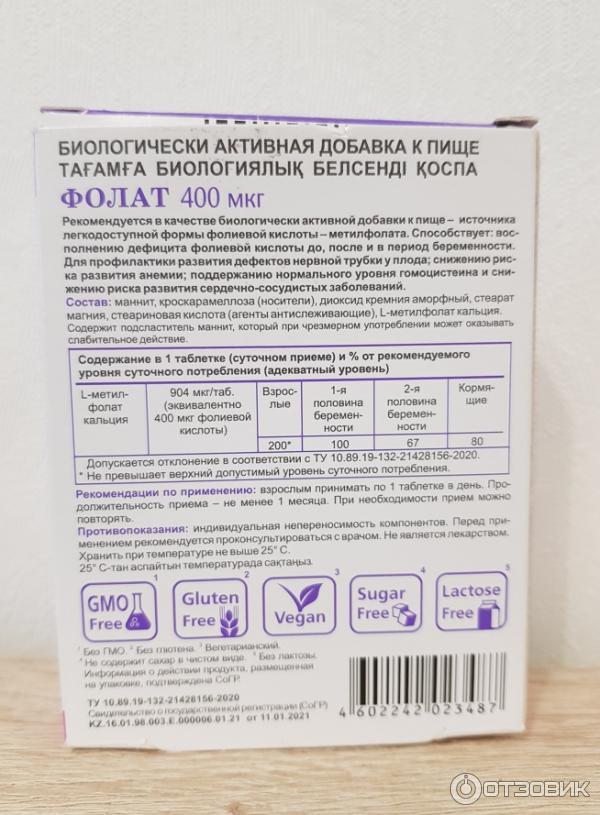 БИОЛОГИЧЕСКИ АКТИВНАЯ ДОБАВКА К ПИЩЕ
ТАҒАМҒА БИОЛОГИЯЛЫҚ БЕЛСЕНДІ ҚОСПА
ФОЛАТ 400 мкг
Рекомендуется в качестве биологически активной добавки к пище – источника
легкодоступной формы фолиевой кислоты – метилфолата. Способствует: вос-
полнению дефицита фолиевой кислоты до, после и в период беременности.
Для профилактики развития дефектов нервной трубки у плода; снижению рис-
ка развития анемии; поддержанию нормального уровня гомоцистеина и сни-
жению риска развития сердечно-сосудистых заболеваний.
Состав: маннит, кроскарамеллоза (носители), диоксид кремния аморфный, стеарат
магния, стеариновая кислота (агенты антислеживающие), L-метилфолат кальция.
Содержит подсластитель маннит, который при чрезмерном употреблении может оказывать
слабительное действие.
Содержание в 1 таблетке (суточном приеме) и % от рекомендуемого
уровня суточного потребления (адекватный уровень)
L-метил-
фолат
кальция
904 мкг/таб.
(эквивалентно
400 мкг фолиевой
кислоты)
Взрос-
лые
1-я
половина
беремен-
ности
2-я
половина
беремен-
ности
Кормя-
щие
200* 100 67 80
Допускается отклонение в соответствии с ТУ 10.89.19-132-21428156-2020.
* Не превышает верхний допустимый уровень суточного потребления.
Рекомендации по применению: взрослым принимать по 1 таблетке в день. Про-
должительность приема – не менее 1 месяца. При необходимости прием можно
повторять.
Противопоказания: индивидуальная непереносимость компонентов. Перед при-
менением рекомендуется проконсультироваться с врачом. Не является лекарством.
Хранить при температуре не выше 25° С.
25° С-тан аспайтын температурада сақтаңыз.
GMO Free 1
Gluten Free 2
Vegan 3
Sugar Free 4
Lactose Free 5
1 Без ГМО. 2 Без глютена. 3 Вегетарианский.
4 Не содержит сахар в чистом виде. 5 Без лактозы.
Информация о действии продукта, размещенная
на упаковке, подтверждена СоГР.
ТУ 10.89.19-132-21428156-2020
Свидетельство о государственной регистрации (СоГР)
KZ.16.01.98.003.E.000006.01.21 от 11.01.2021
4 602242 023487
ОТЗОВИК